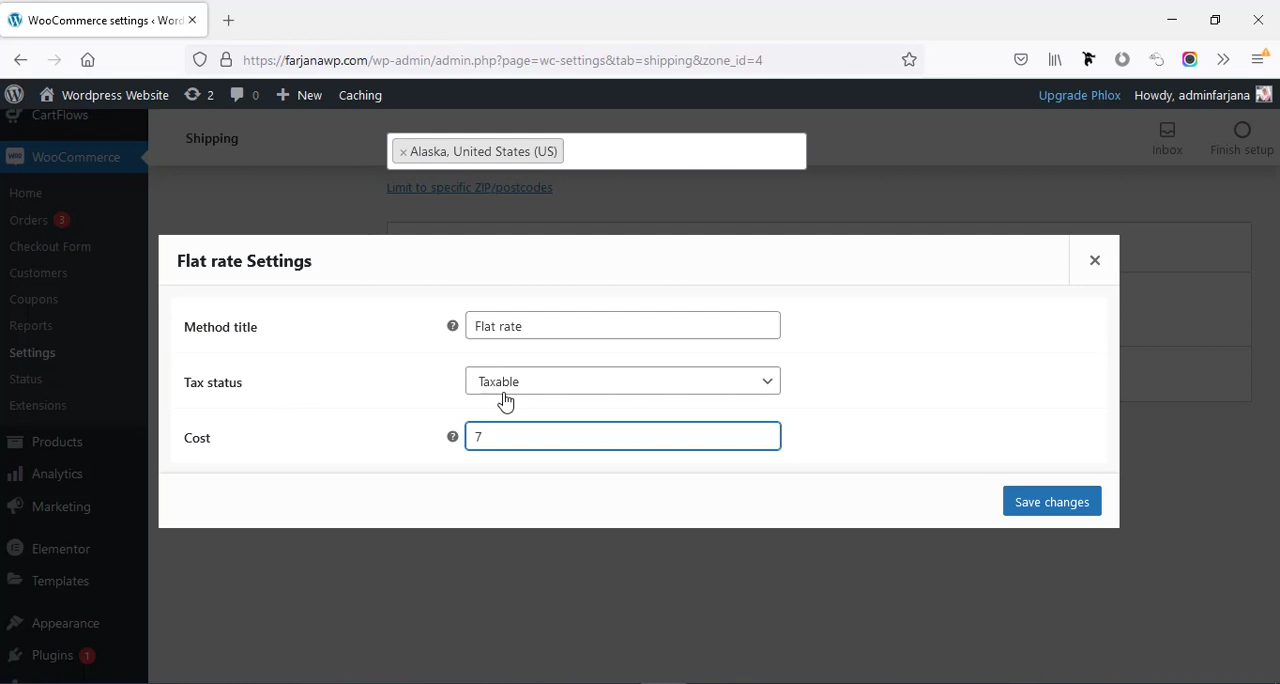 WooCommerce settings ‹ Word
https://farjanawp.com/wp-admin/admin.php?page=wc-settings&tab=shipping&zone_id=4
Wordpress Website 2 0 New Caching Upgrade Phlox Howdy, adminfarjana
CartFlows
WooCommerce
Home
Orders 3
Checkout Form
Customers
Coupons
Reports
Settings
Status
Extensions
Products
Analytics
Marketing
Elementor
Templates
Appearance
Plugins 1
Shipping
Inbox
Finish setup
× Alaska, United States (US)
Limit to specific ZIP/postcodes
Flat rate Settings
Method title
Flat rate
Tax status
Taxable
Cost
7
Save changes